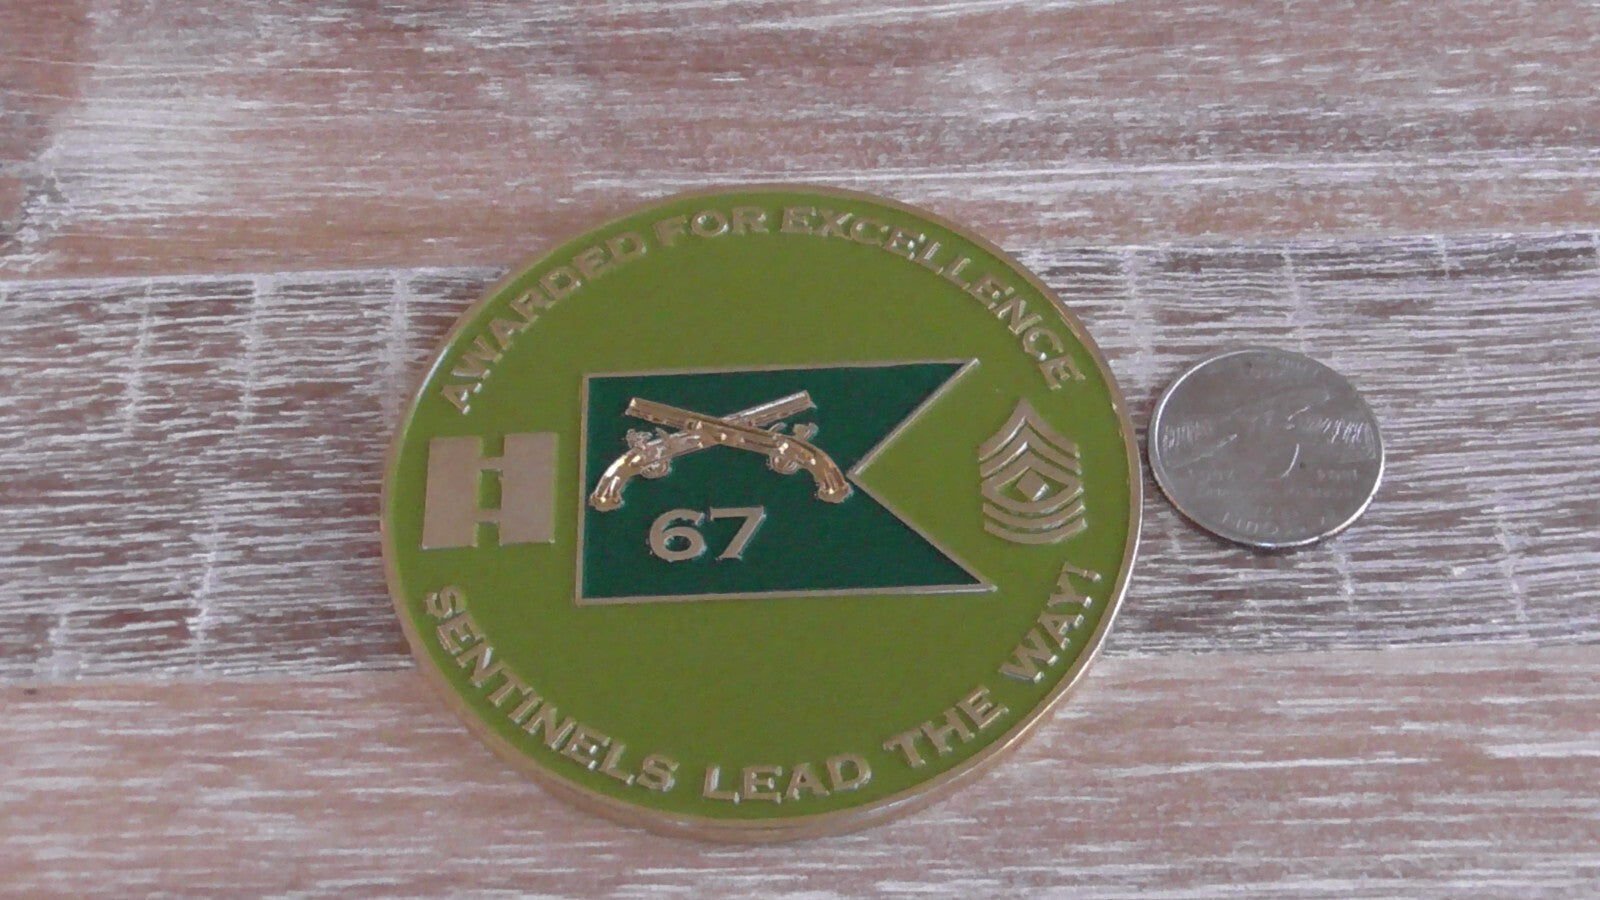 AWARDED FOR EXCELLENCE
67
SENTINELS LEAD THE WAY!